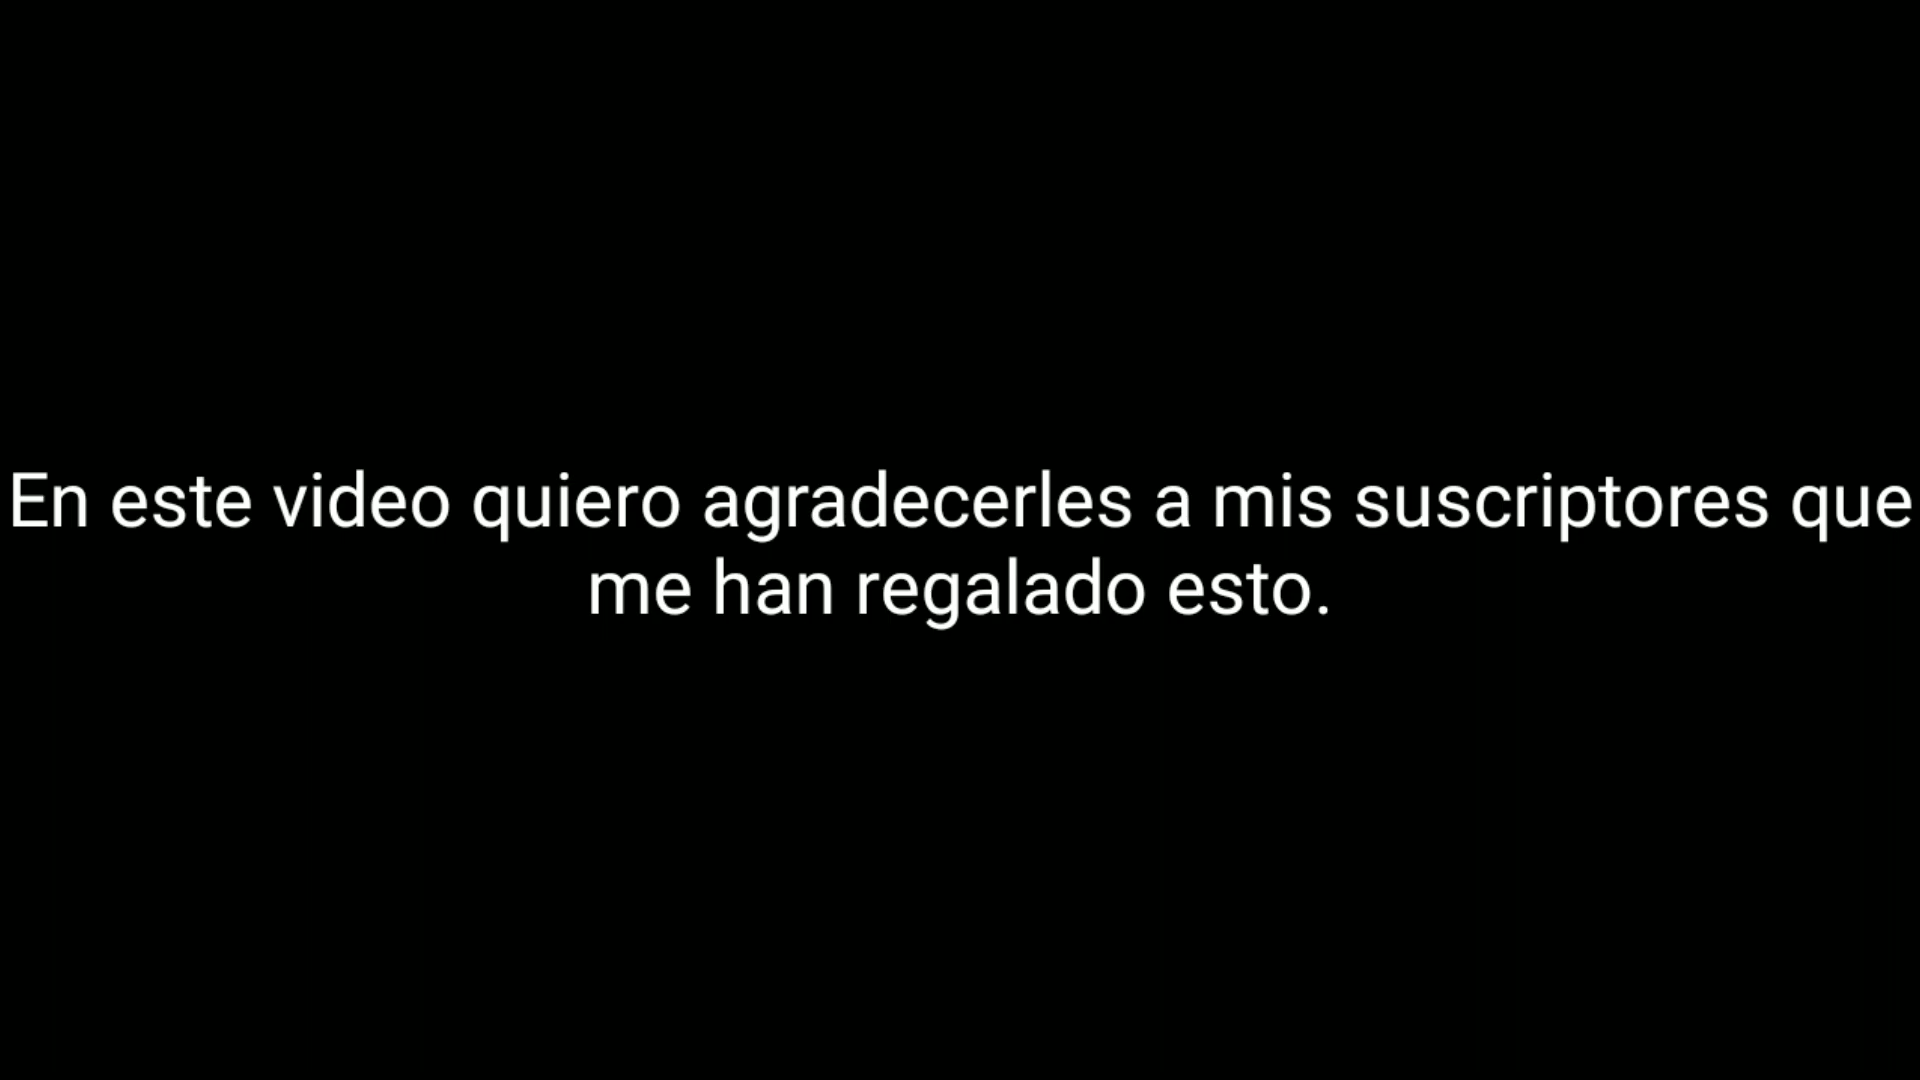 En este video quiero agradecerles a mis suscriptores que
me han regalado esto.